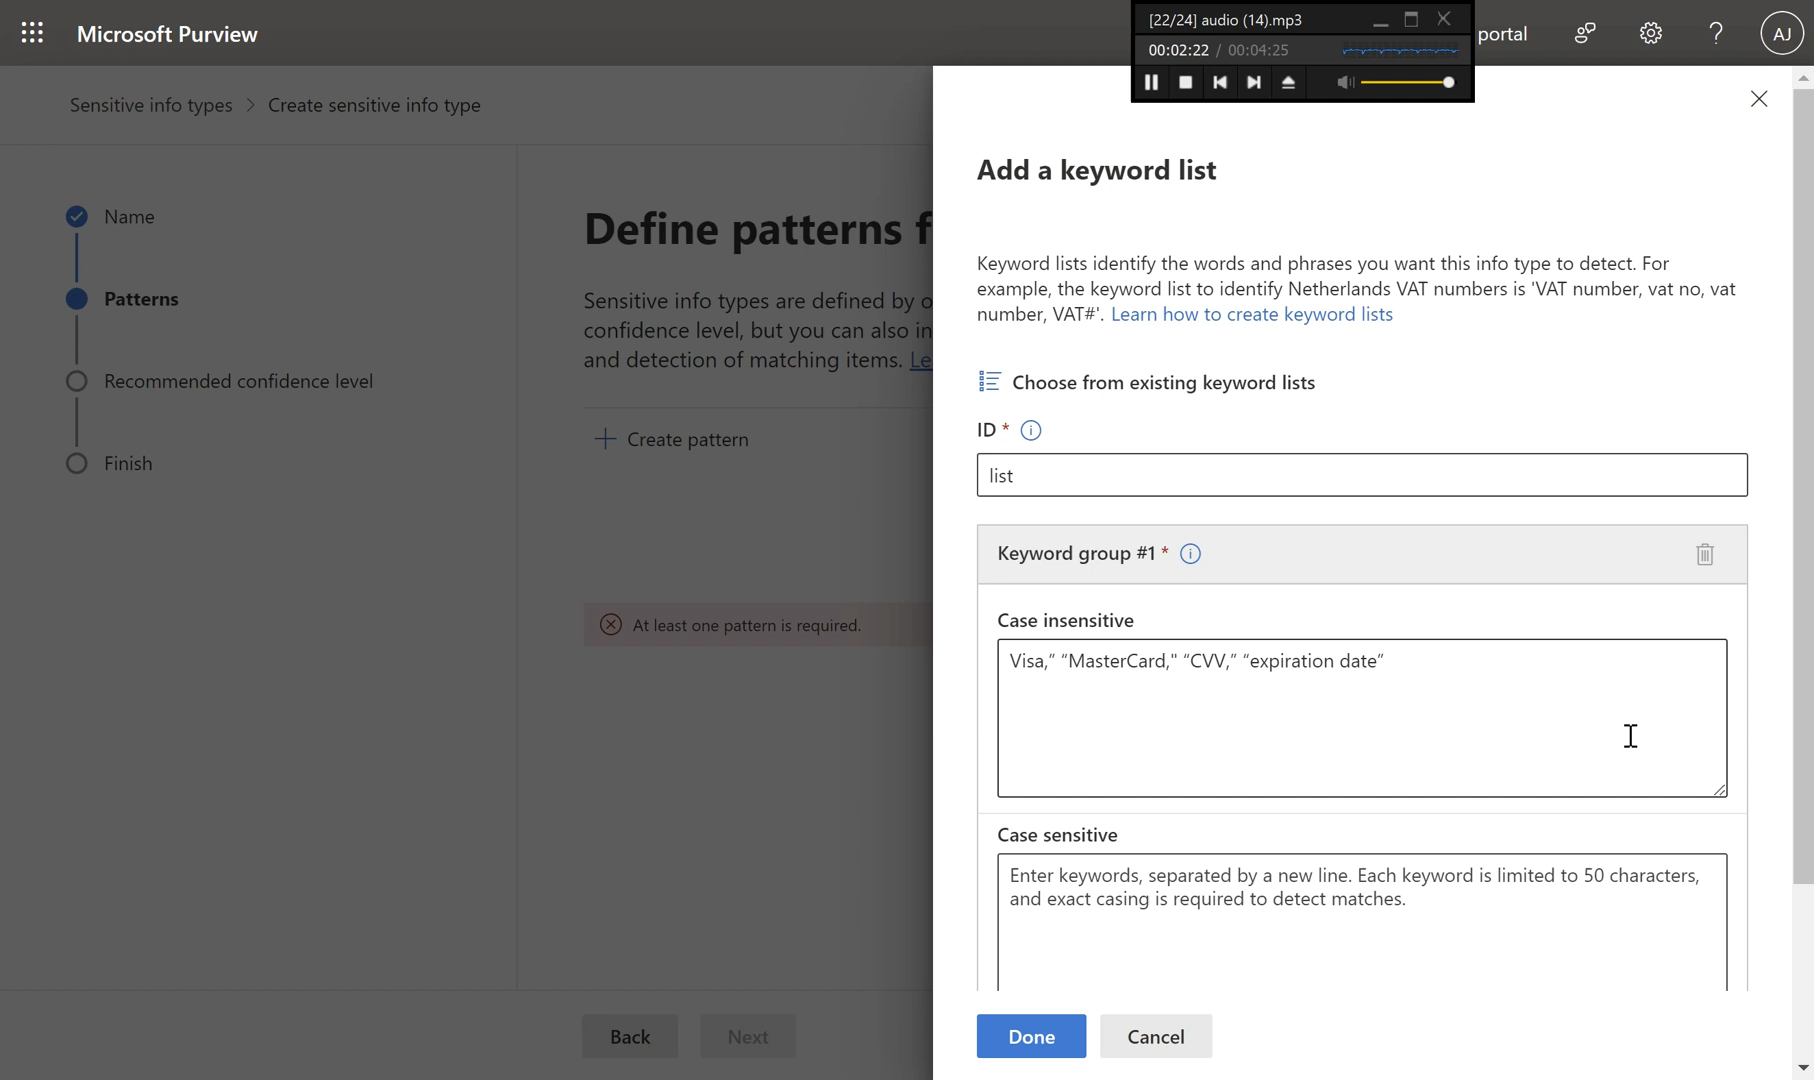 Microsoft Purview
[22/24] audio (14).mp3
00:02:22 / 00:04:25
portal
?
AJ
Sensitive info types > Create sensitive info type
Name
Patterns
Recommended confidence level
Finish
Define patterns f
Sensitive info types are defined by o
confidence level, but you can also in
and detection of matching items. Le
Create pattern
At least one pattern is required.
Back
Next
Add a keyword list
Keyword lists identify the words and phrases you want this info type to detect. For
example, the keyword list to identify Netherlands VAT numbers is 'VAT number, vat no, vat
number, VAT#'. Learn how to create keyword lists
Choose from existing keyword lists
ID *
list
Keyword group #1 *
Case insensitive
Visa,” “MasterCard," “CVV,” “expiration date”
Case sensitive
Enter keywords, separated by a new line. Each keyword is limited to 50 characters,
and exact casing is required to detect matches.
Done
Cancel